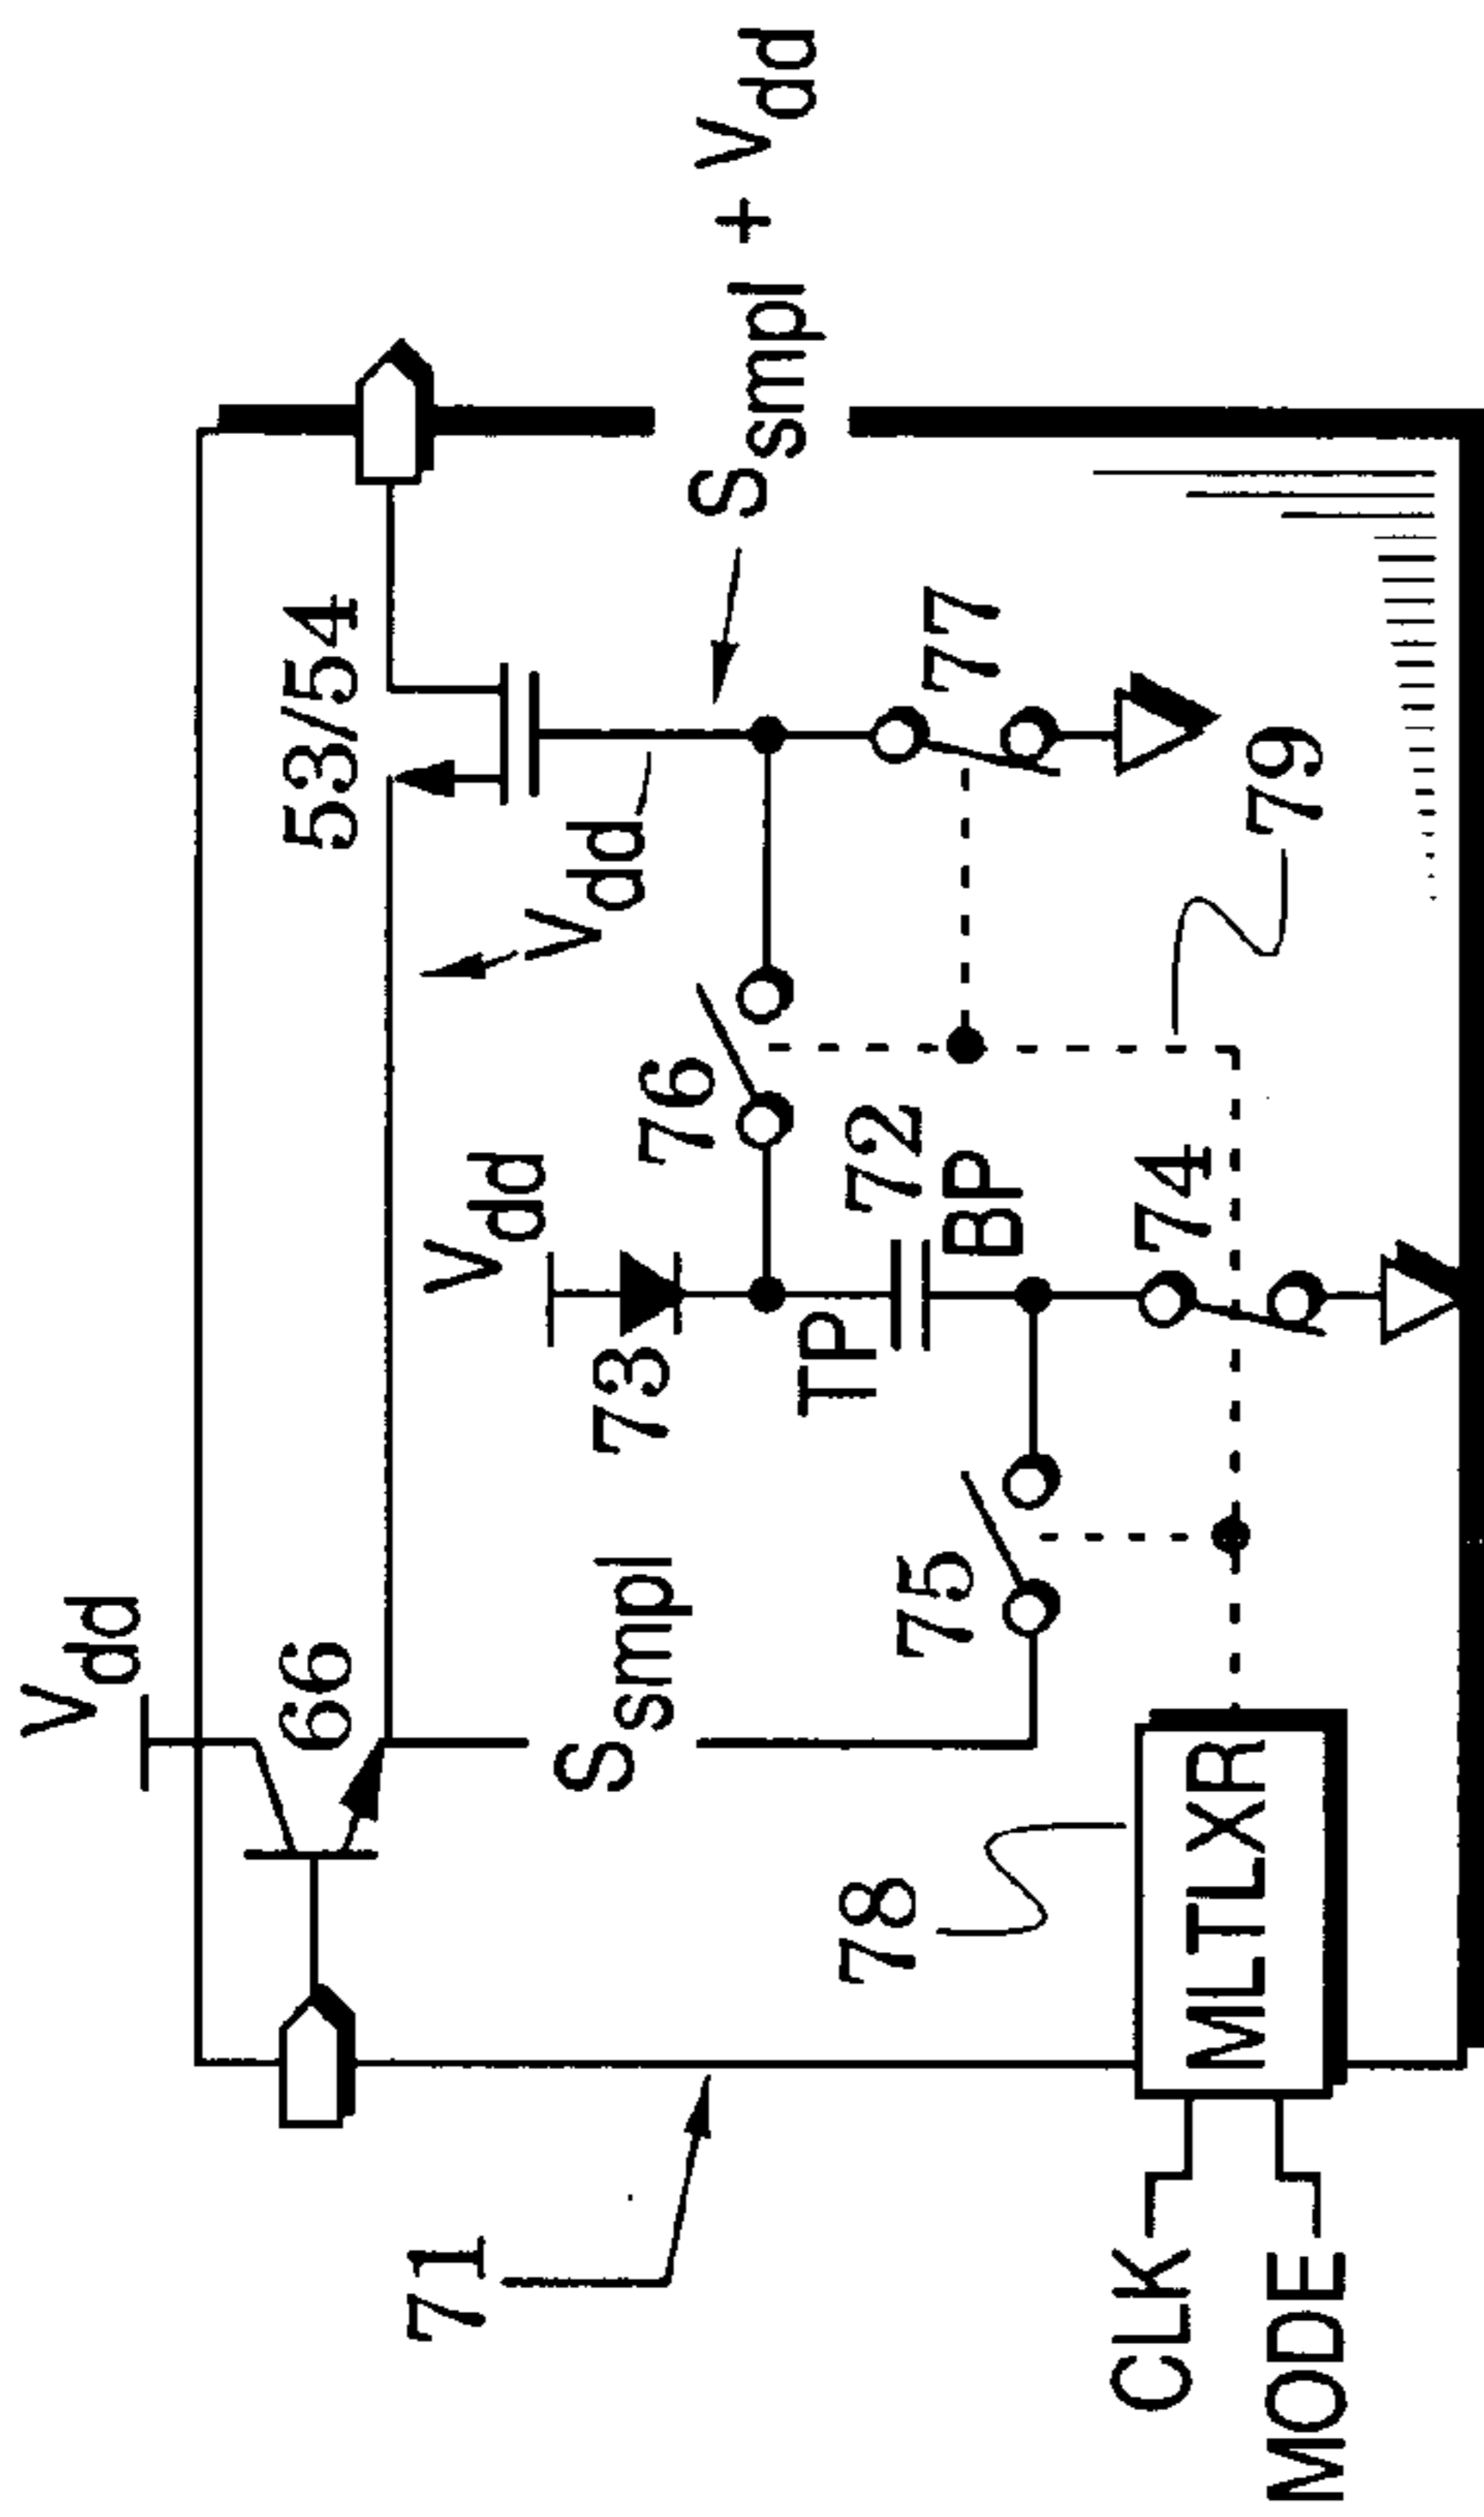 Vdd
66
53/54
Vdd
Vdd
Ssmpl + Vdd
Ssmpl
73
76
TP
72
BP
77
75
74
79
71
78
MLTLXR
CLK
MODE